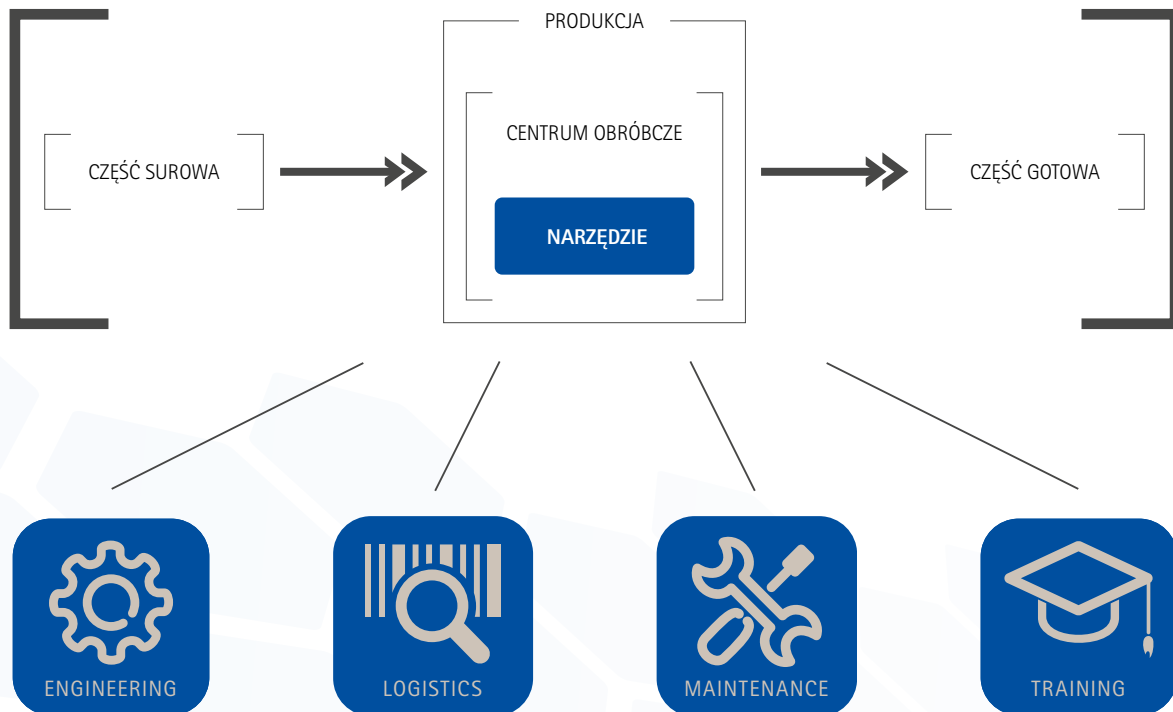 PRODUKCJA
CENTRUM OBRÓBCZE
CZĘŚĆ SUROWA
CZĘŚĆ GOTOWA
NARZĘDZIE
ENGINEERING
LOGISTICS
MAINTENANCE
TRAINING